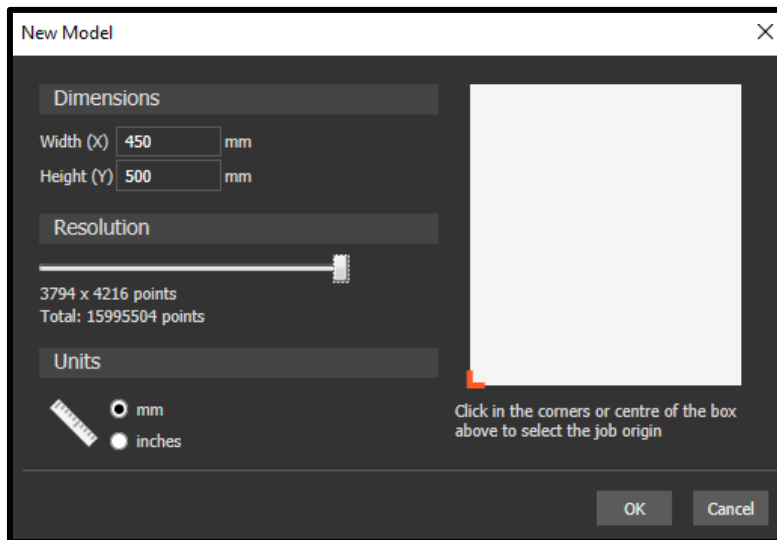 New Model
Dimensions
Width (X) 450 mm
Height (Y) 500 mm
Resolution
3794 x 4216 points
Total: 15995504 points
Units
mm
inches
Click in the corners or centre of the box
above to select the job origin
OK Cancel